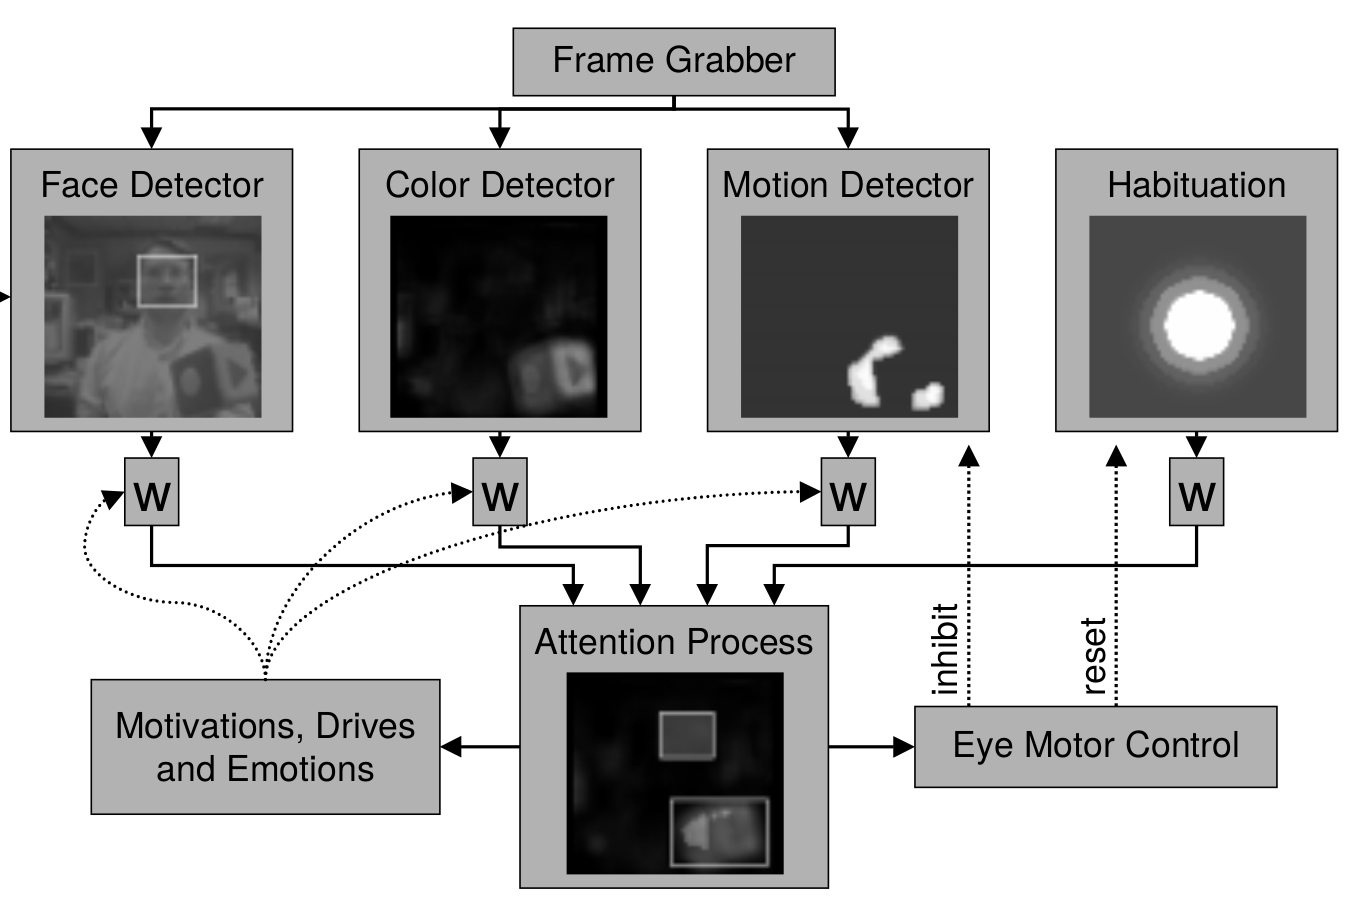 Frame Grabber
Face Detector
Color Detector
Motion Detector
Habituation
w
w
w
w
inhibit
reset
Attention Process
Motivations, Drives
and Emotions
Eye Motor Control